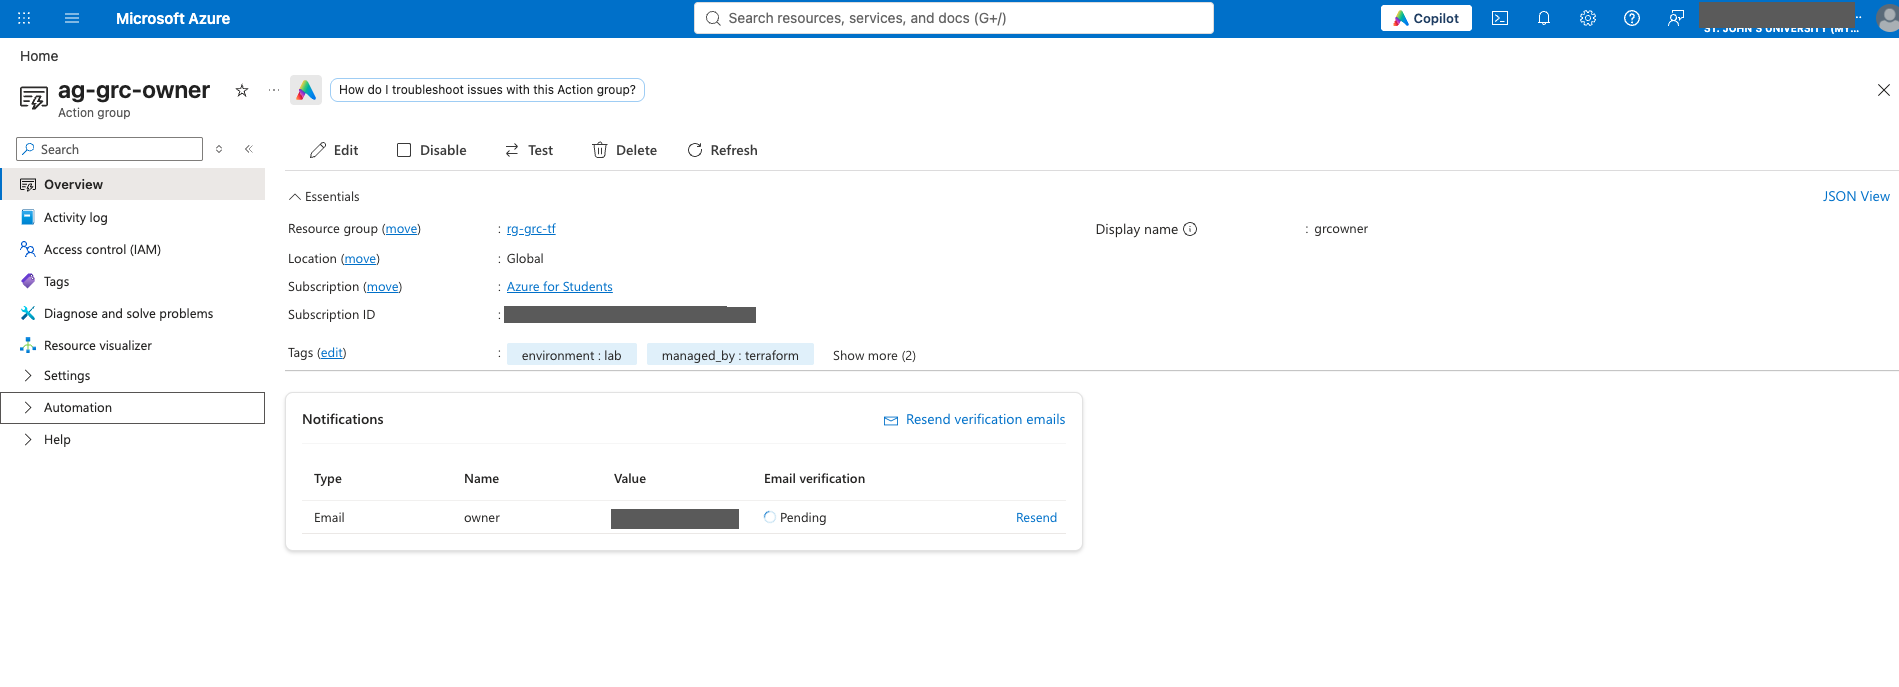 Microsoft Azure
Search resources, services, and docs (G+/)
Copilot
Home
ag-grc-owner
Action group
How do I troubleshoot issues with this Action group?
Search
Edit
Disable
Test
Delete
Refresh
Overview
Activity log
Access control (IAM)
Tags
Diagnose and solve problems
Resource visualizer
Settings
Automation
Help
Essentials
JSON View
Resource group (move) : rg-grc-tf
Display name : grcowner
Location (move) : Global
Subscription (move) : Azure for Students
Subscription ID :
Tags (edit) : environment : lab managed_by : terraform Show more (2)
Notifications
Resend verification emails
Type Name Value Email verification
Email owner Pending Resend